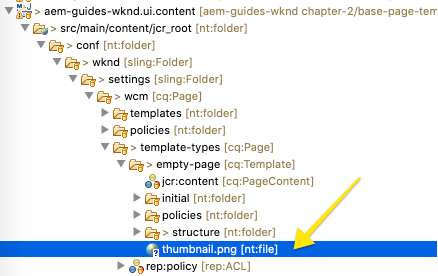 > aem-guides-wknd.ui.content [aem-guides-wknd chapter-2/base-page-tem
> src/main/content/jcr_root [nt:folder]
> conf [nt:folder]
> wknd [sling:Folder]
> settings [sling:Folder]
> wcm [cq:Page]
templates [nt:folder]
policies [nt:folder]
> template-types [cq:Page]
> empty-page [cq:Template]
jcr:content [cq:PageContent]
initial [nt:folder]
policies [nt:folder]
> structure [nt:folder]
thumbnail.png [nt:file]
> rep:policy [rep:ACL]